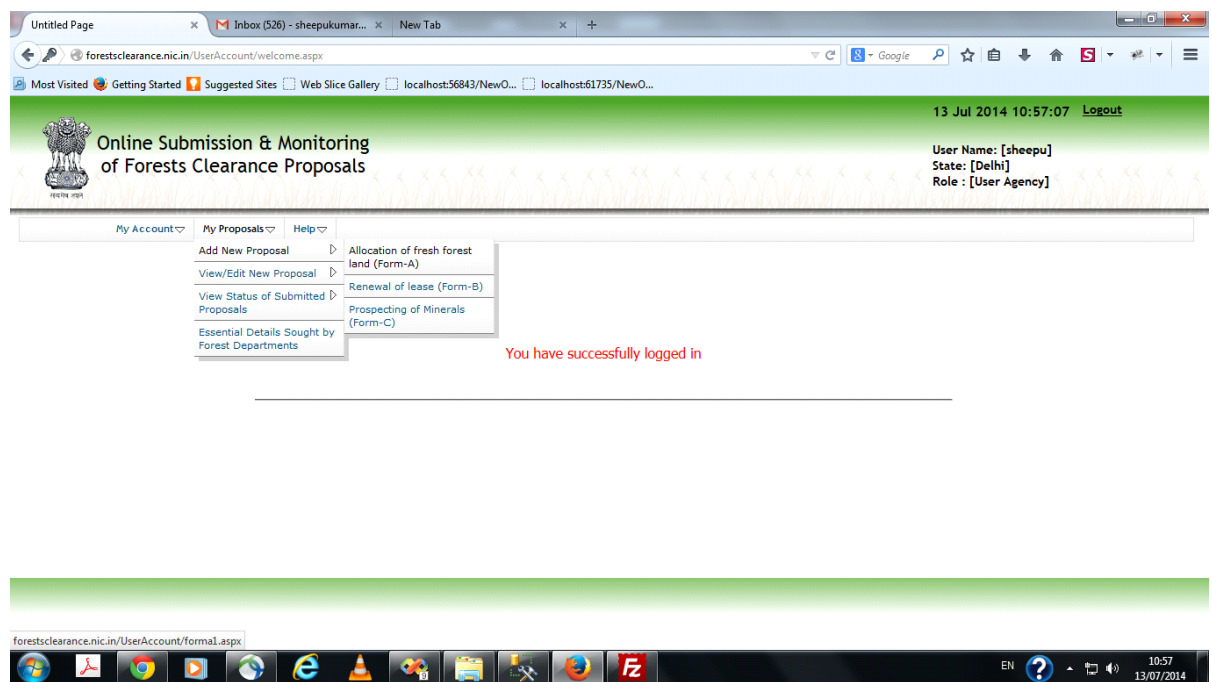 Untitled Page
Inbox (526) - sheepukumar...
New Tab
forestsclearance.nic.in/UserAccount/welcome.aspx
Google
Most Visited Getting Started Suggested Sites Web Slice Gallery localhost:56843/NewO... localhost:61735/NewO...
13 Jul 2014 10:57:07 Logout
Online Submission & Monitoring
of Forests Clearance Proposals
User Name: [sheepu]
State: [Delhi]
Role : [User Agency]
सत्यमेव जयते
My Account My Proposals Help
Add New Proposal
View/Edit New Proposal
View Status of Submitted
Proposals
Essential Details Sought by
Forest Departments
Allocation of fresh forest
land (Form-A)
Renewal of lease (Form-B)
Prospecting of Minerals
(Form-C)
You have successfully logged in
forestsclearance.nic.in/UserAccount/forma1.aspx
EN
10:57
13/07/2014